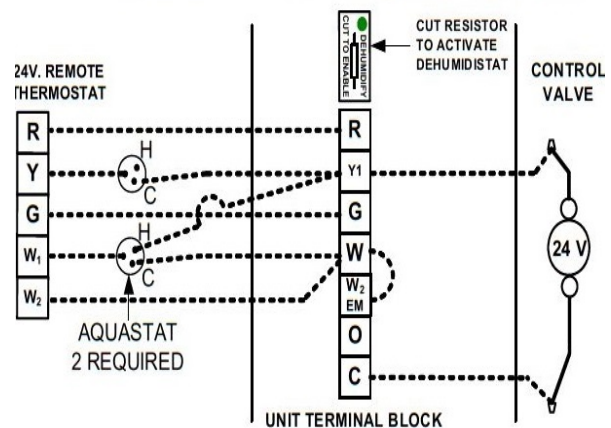 CUT TO ENABLE
DEHUMIDIFY
CUT RESISTOR
TO ACTIVATE
DEHUMIDISTAT
24V. REMOTE
THERMOSTAT
CONTROL
VALVE
R
Y
G
W1
W2
H
C
H
C
AQUASTAT
2 REQUIRED
R
Y1
G
W
W2
EM
O
C
24 V
UNIT TERMINAL BLOCK